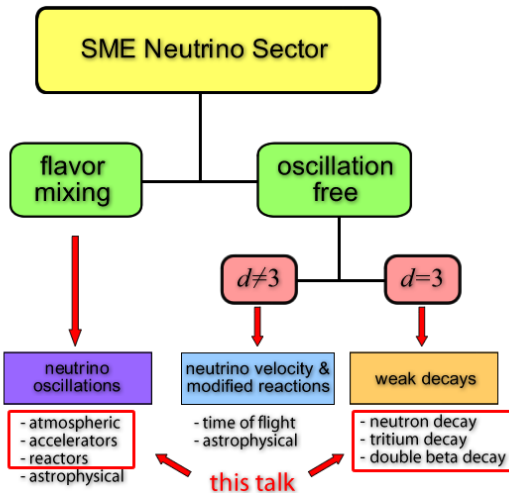 SME Neutrino Sector
flavor
mixing
oscillation
free
d≠3
d=3
neutrino
oscillations
neutrino velocity &
modified reactions
weak decays
- atmospheric
- accelerators
- reactors
- astrophysical
- time of flight
- astrophysical
- neutron decay
- tritium decay
- double beta decay
this talk